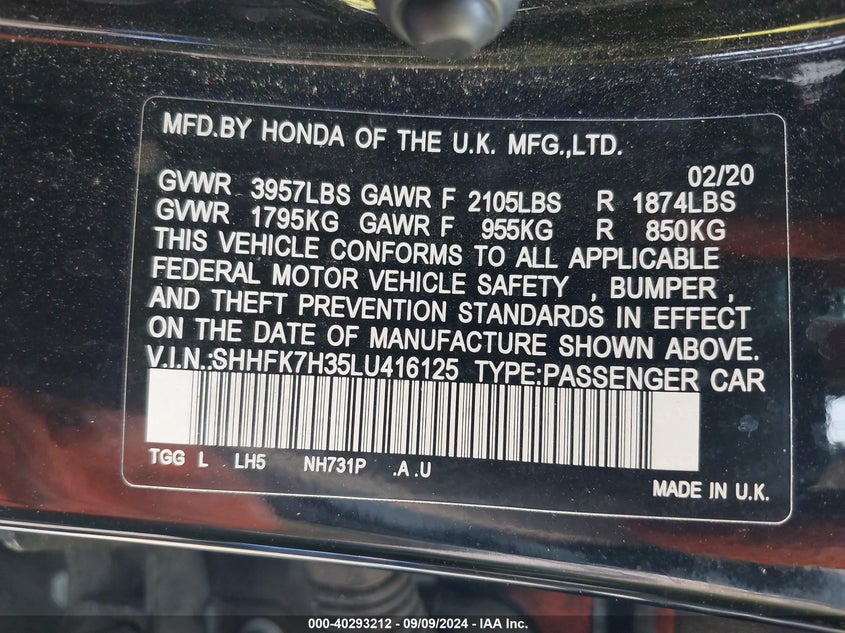 MFD.BY HONDA OF THE U.K. MFG.,LTD.
02/20
GVWR 3957LBS GAWR F 2105LBS R 1874LBS
GVWR 1795KG GAWR F 955KG R 850KG
THIS VEHICLE CONFORMS TO ALL APPLICABLE
FEDERAL MOTOR VEHICLE SAFETY , BUMPER ,
AND THEFT PREVENTION STANDARDS IN EFFECT
ON THE DATE OF MANUFACTURE SHOWN ABOVE.
V.I.N.:SHHFK7H35LU416125 TYPE:PASSENGER CAR
TGG L LH5 NH731P .A .U
MADE IN U.K.
000-40293212 - 09/09/2024 - IAA Inc.